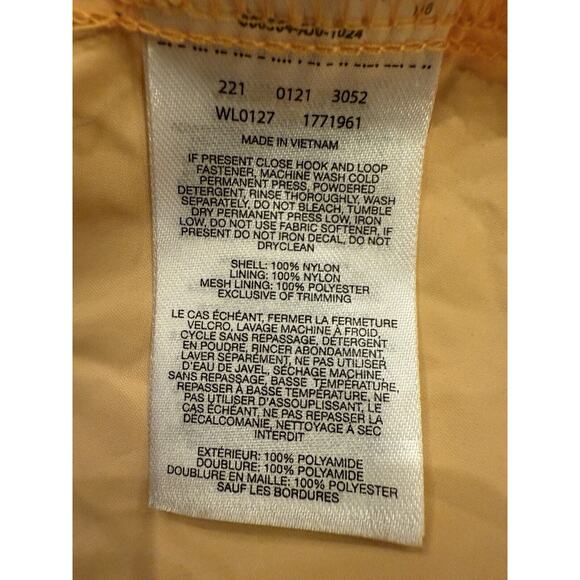 221 0121 3052
WL0127 1771961
MADE IN VIETNAM
IF PRESENT CLOSE HOOK AND LOOP
FASTENER, MACHINE WASH COLD
PERMANENT PRESS, POWDERED
DETERGENT, RINSE THOROUGHLY, WASH
SEPARATELY, DO NOT BLEACH, TUMBLE
DRY PERMANENT PRESS LOW, IRON
LOW, DO NOT USE FABRIC SOFTENER, IF
PRESENT DO NOT IRON DECAL, DO NOT
DRYCLEAN
SHELL: 100% NYLON
LINING: 100% NYLON
MESH LINING: 100% POLYESTER
EXCLUSIVE OF TRIMMING
LE CAS ÉCHÉANT, FERMER LA FERMETURE
VELCRO, LAVAGE MACHINE À FROID,
CYCLE SANS REPASSAGE, DÉTERGENT
EN POUDRE, RINCER ABONDAMMENT,
LAVER SÉPARÉMENT, NE PAS UTILISER
D'EAU DE JAVEL, SÉCHAGE MACHINE
SANS REPASSAGE, BASSE TEMPÉRATURE,
REPASSER À BASSE TEMPÉRATURE, NE
PAS UTILISER D'ASSOUPLISSANT, LE
CAS ÉCHÉANT, NE PAS REPASSER LA
DÉCALCOMANIE, NETTOYAGE À SEC
INTERDIT
EXTÉRIEUR: 100% POLYAMIDE
DOUBLURE: 100% POLYAMIDE
DOUBLURE EN MAILLE: 100% POLYESTER
SAUF LES BORDURES